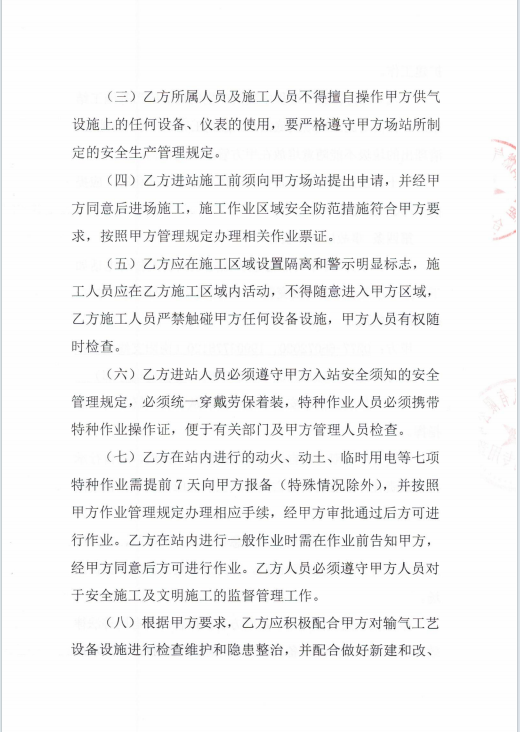 （三）乙方所属人员及施工人员不得擅自操作甲方供气
设施上的任何设备、仪表的使用，要严格遵守甲方场站所制
定的安全生产管理规定。
（四）乙方进站施工前须向甲方场站提出申请，并经甲
方同意后进场施工，施工作业区域安全防范措施符合甲方要
求，按照甲方管理规定办理相关作业票证。
（五）乙方应在施工区域设置隔离和警示明显标志，施
工人员应在乙方施工区域内活动，不得随意进入甲方区域，
乙方施工人员严禁触碰甲方任何设备设施，甲方人员有权随
时检查。
（六）乙方进站人员必须遵守甲方入站安全须知的安全
管理规定，必须统一穿戴劳保着装，特种作业人员必须携带
特种作业操作证，便于有关部门及甲方管理人员检查。
（七）乙方在站内进行的动火、动土、临时用电等七项
特种作业需提前 7 天向甲方报备（特殊情况除外），并按照
甲方作业管理规定办理相应手续，经甲方审批通过后方可进
行作业。乙方在站内进行一般作业时需在作业前告知甲方，
经甲方同意后方可进行作业。乙方人员必须遵守甲方人员对
于安全施工及文明施工的监督管理工作。
（八）根据甲方要求，乙方应积极配合甲方对输气工艺
设备设施进行检查维护和隐患整治，并配合做好新建和改、